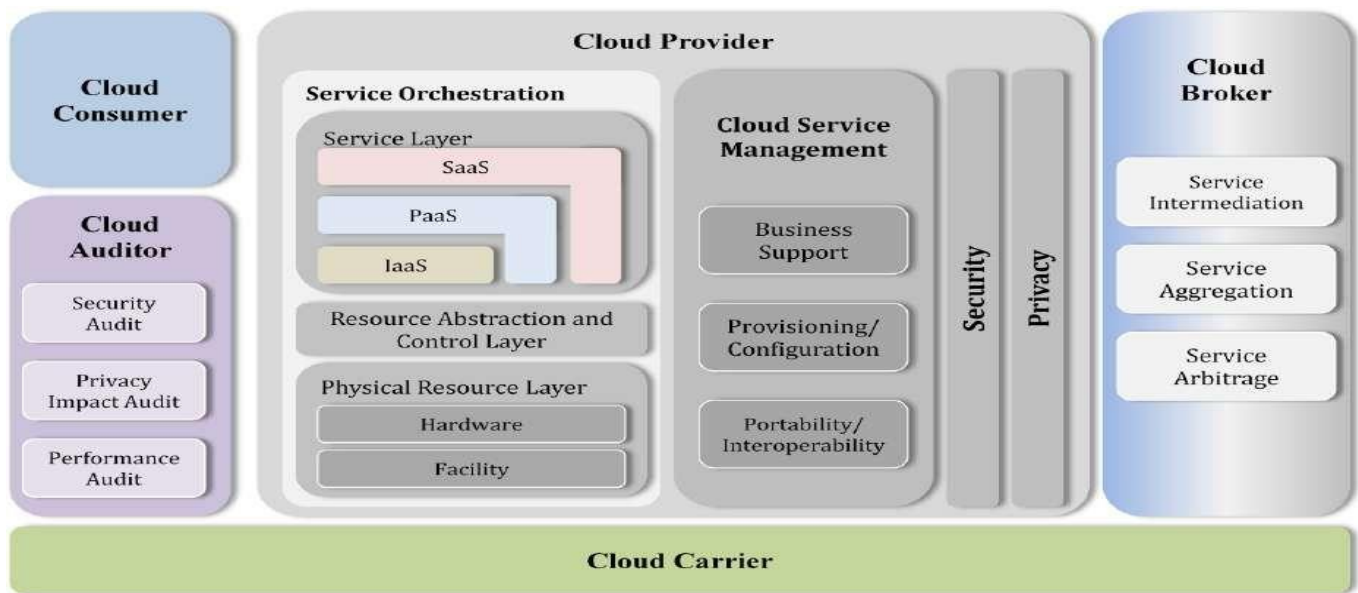 Cloud
Consumer
Cloud
Auditor
Security
Audit
Privacy
Impact Audit
Performance
Audit
Cloud Provider
Service Orchestration
Service Layer
SaaS
PaaS
IaaS
Resource Abstraction and
Control Layer
Physical Resource Layer
Hardware
Facility
Cloud Service
Management
Business
Support
Provisioning/
Configuration
Portability/
Interoperability
Security
Privacy
Cloud
Broker
Service
Intermediation
Service
Aggregation
Service
Arbitrage
Cloud Carrier